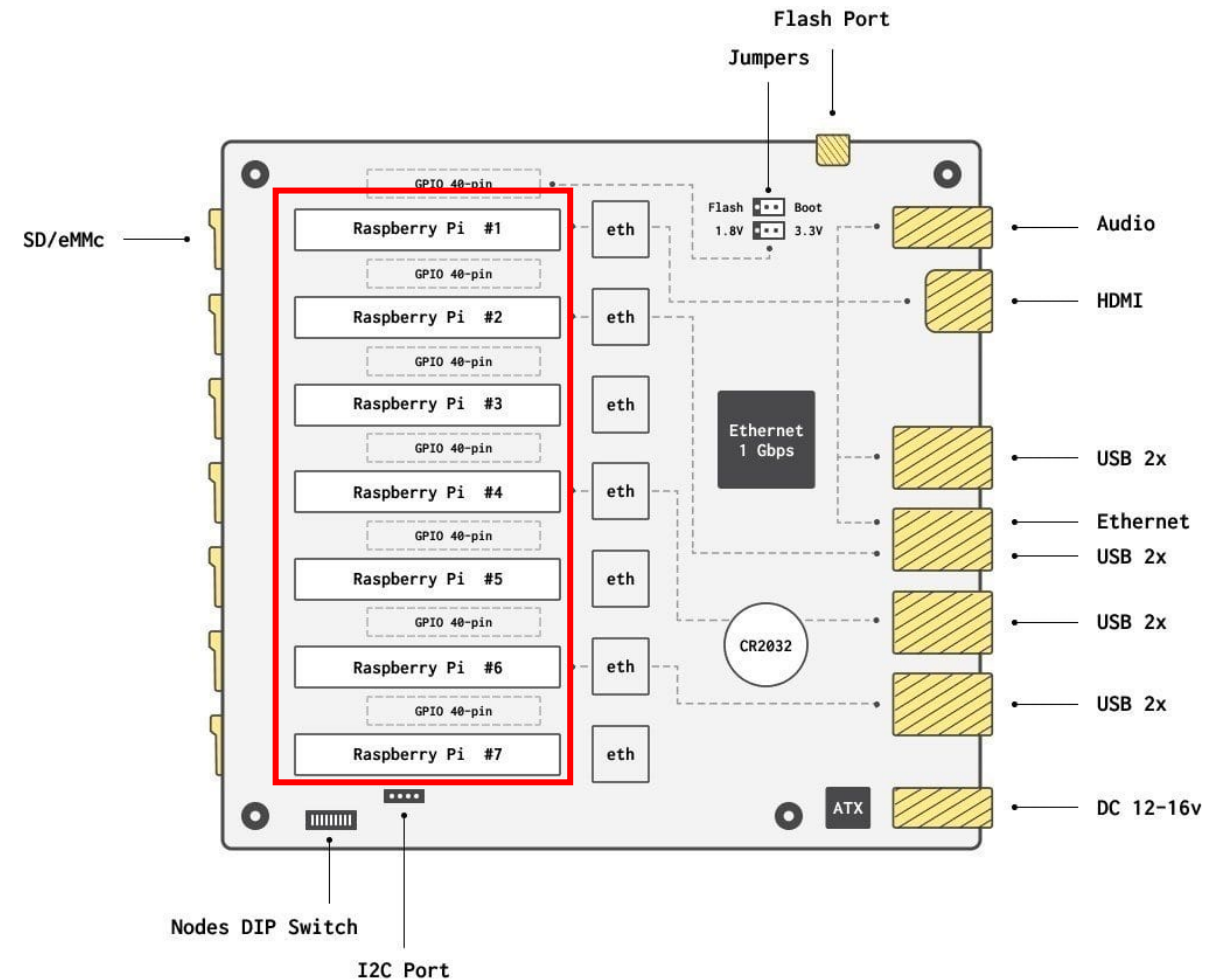 Flash Port
Jumpers
GPIO 40-pin
Flash Boot
Raspberry Pi #1
eth
1.8V 3.3V
Audio
SD/eMMc
GPIO 40-pin
HDMI
Raspberry Pi #2
eth
GPIO 40-pin
Raspberry Pi #3
eth
Ethernet
1 Gbps
GPIO 40-pin
USB 2x
Raspberry Pi #4
eth
Ethernet
GPIO 40-pin
USB 2x
Raspberry Pi #5
eth
GPIO 40-pin
USB 2x
CR2032
Raspberry Pi #6
eth
GPIO 40-pin
USB 2x
Raspberry Pi #7
eth
ATX
DC 12-16v
Nodes DIP Switch
I2C Port